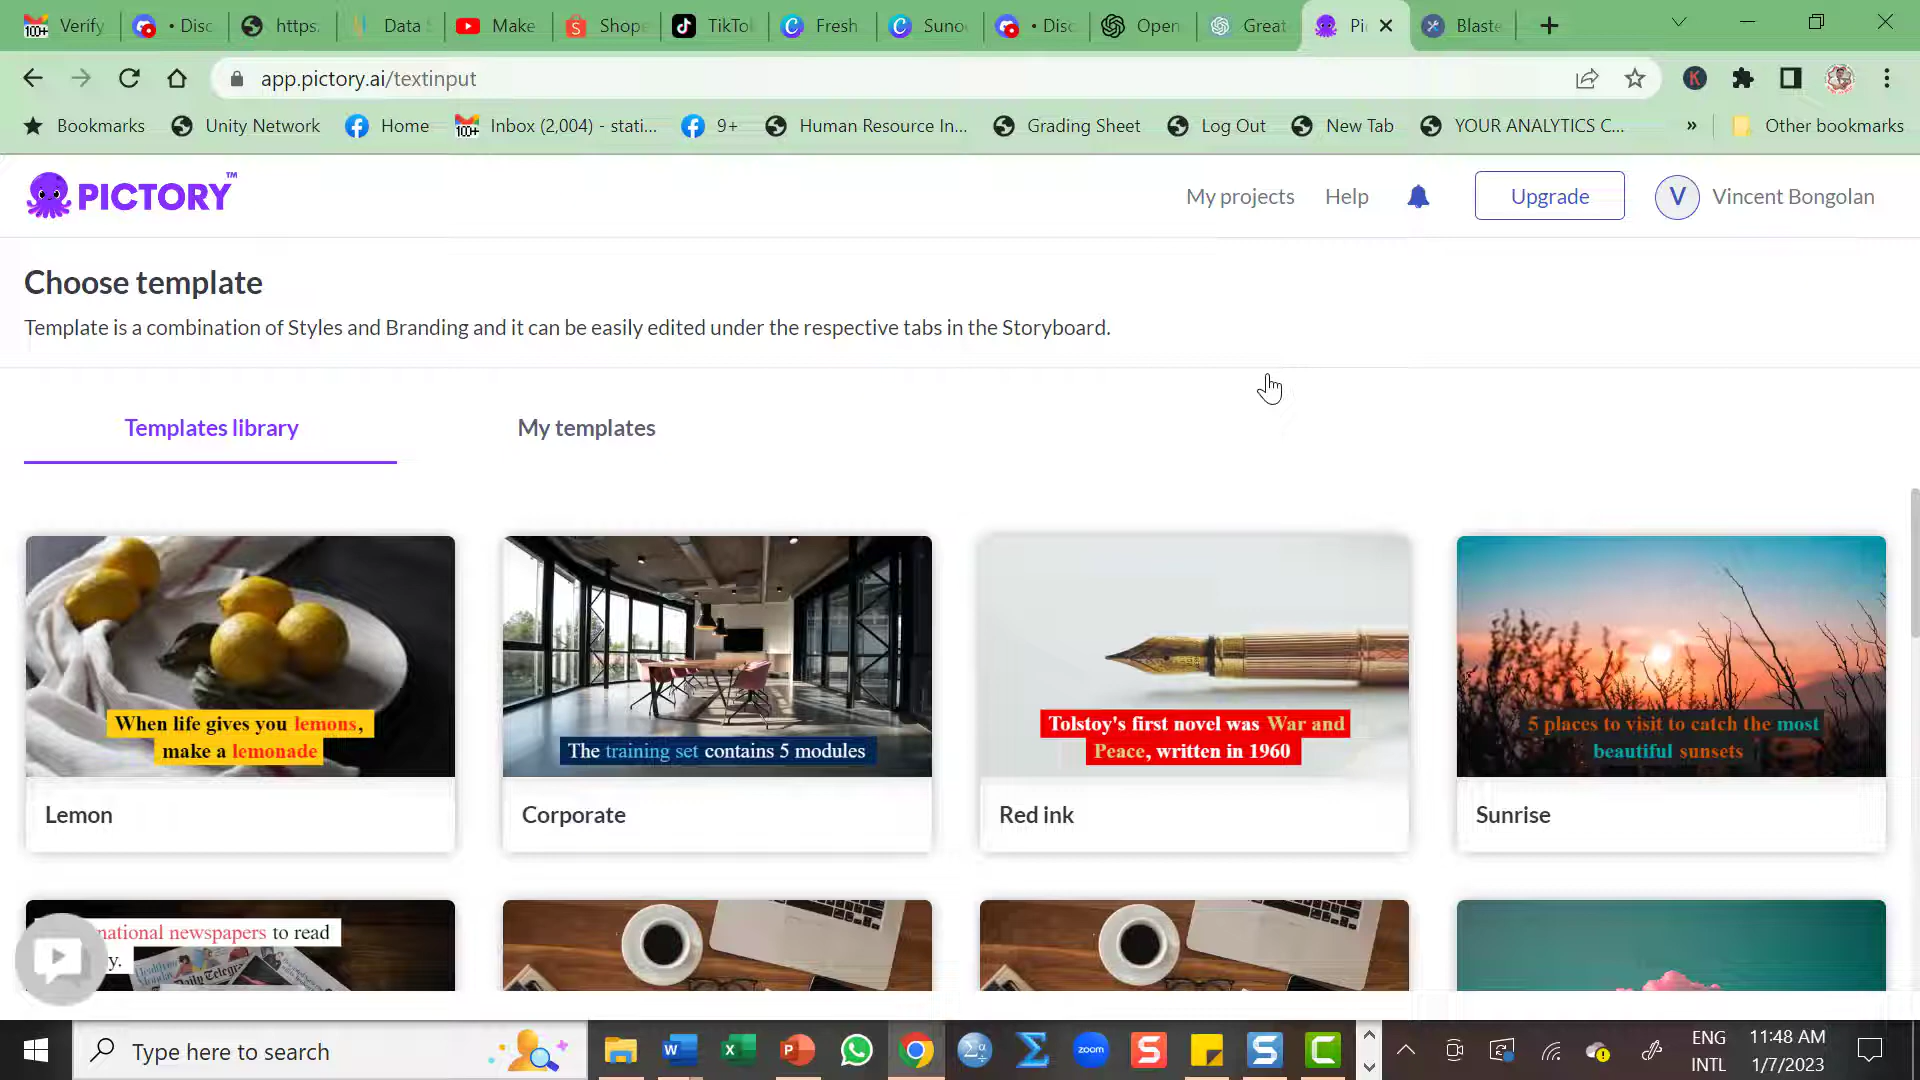 Verify
• Disc
https:
Data S
Make
Shope
TikTo
Fresh
Suno
• Disc
Open
Great
Pi
Blaste
app.pictory.ai/textinput
Bookmarks
Unity Network
Home
Inbox (2,004) - stati...
9+
Human Resource In...
Grading Sheet
Log Out
New Tab
YOUR ANALYTICS C...
»
Other bookmarks
PICTORY™
My projects
Help
Upgrade
V
Vincent Bongolan
Choose template
Template is a combination of Styles and Branding and it can be easily edited under the respective tabs in the Storyboard.
Templates library
My templates
When life gives you lemons,
make a lemonade
The training set contains 5 modules
Tolstoy's first novel was War and
Peace, written in 1960
5 places to visit to catch the most
beautiful sunsets
Lemon
Corporate
Red ink
Sunrise
national newspapers to read
y.
Daily Telegra
Type here to search
zoom
ENG
INTL
11:48 AM
1/7/2023